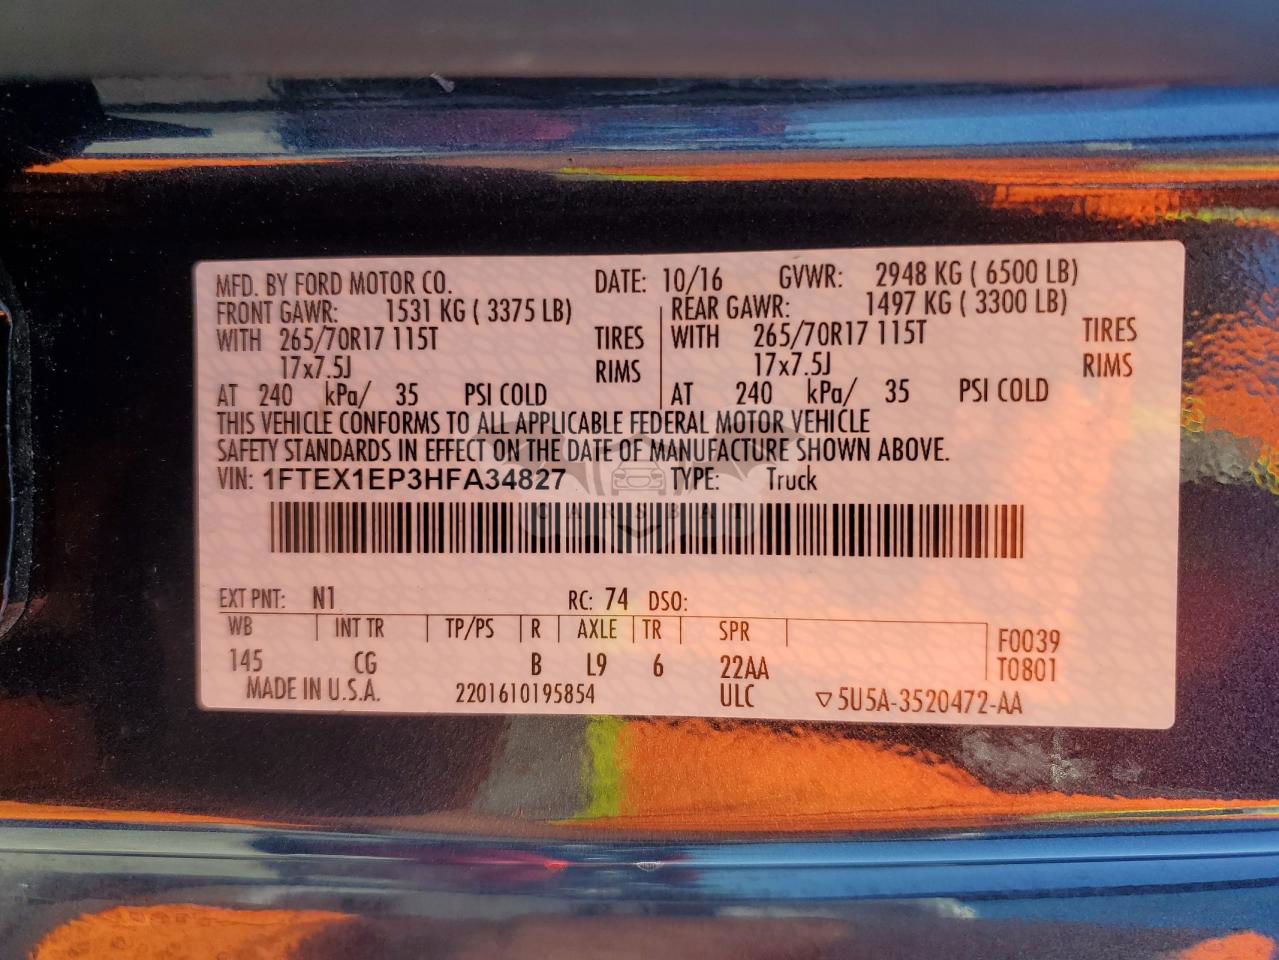 MFD. BY FORD MOTOR CO. DATE: 10/16 GVWR: 2948 KG ( 6500 LB)
FRONT GAWR: 1531 KG ( 3375 LB) REAR GAWR: 1497 KG ( 3300 LB)
WITH 265/70R17 115T TIRES WITH 265/70R17 115T TIRES
17x7.5J RIMS 17x7.5J RIMS
AT 240 kPa/ 35 PSI COLD AT 240 kPa/ 35 PSI COLD
THIS VEHICLE CONFORMS TO ALL APPLICABLE FEDERAL MOTOR VEHICLE
SAFETY STANDARDS IN EFFECT ON THE DATE OF MANUFACTURE SHOWN ABOVE.
VIN: 1FTEX1EP3HFA34827 TYPE: Truck
CARSBAT
EXT PNT: N1 RC: 74 DSO:
WB INT TR TP/PS R AXLE TR SPR F0039
145 CG B L9 6 22AA T0801
MADE IN U.S.A. 2201610195854 ULC ▽5U5A-3520472-AA